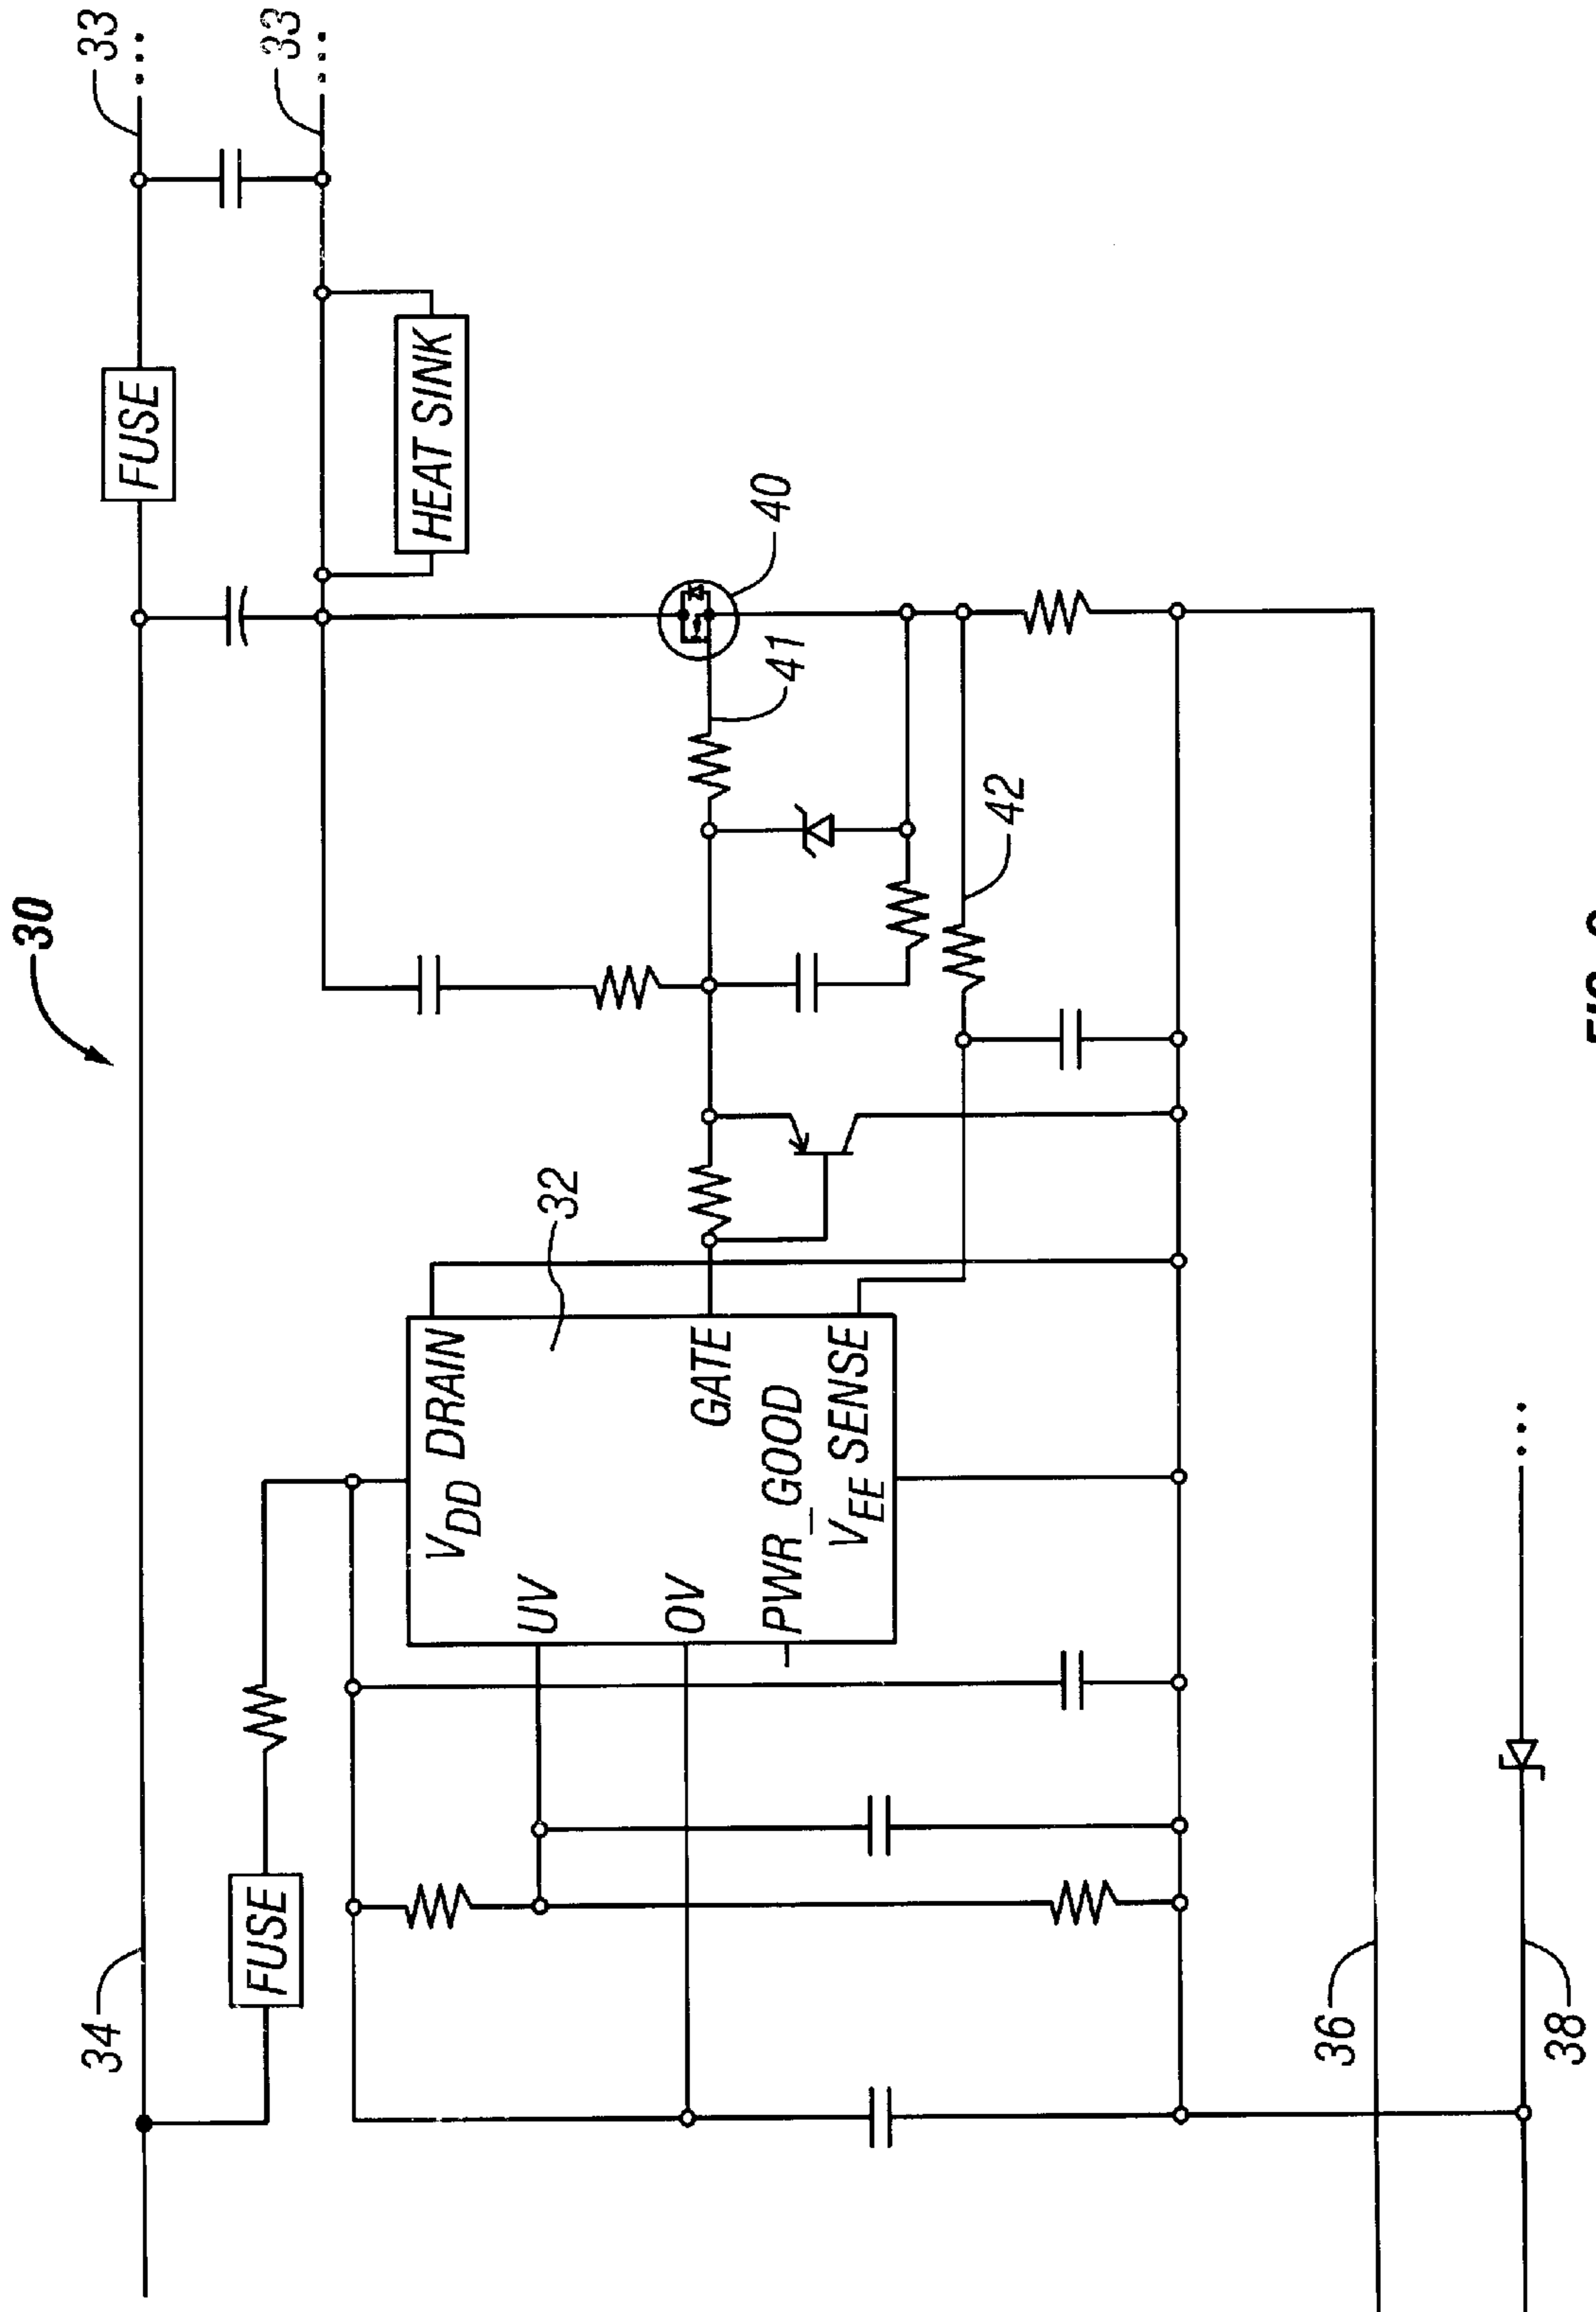 30
33
33
34
FUSE
FUSE
HEAT SINK
40
41
42
32
VDD DRAIN
UV
GATE
OV
PWR_GOOD
VEE SENSE
36
38